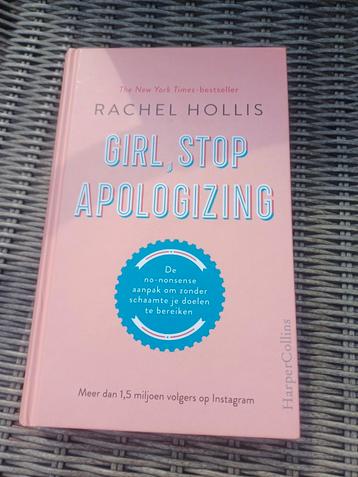 The New York Times-bestseller
RACHEL HOLLIS
GIRL, STOP
APOLOGIZING
De
no-nonsense
aanpak om zonder
schaamte je doelen
te bereiken
Meer dan 1,5 miljoen volgers op Instagram
HarperCollins